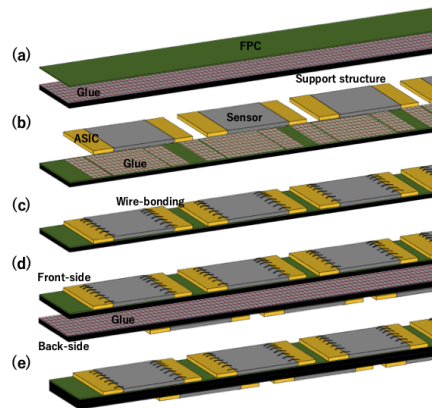 (a)
FPC
Glue
Support structure
(b)
Sensor
ASIC
Glue
(c)
Wire-bonding
(d)
Front-side
Glue
Back-side
(e)